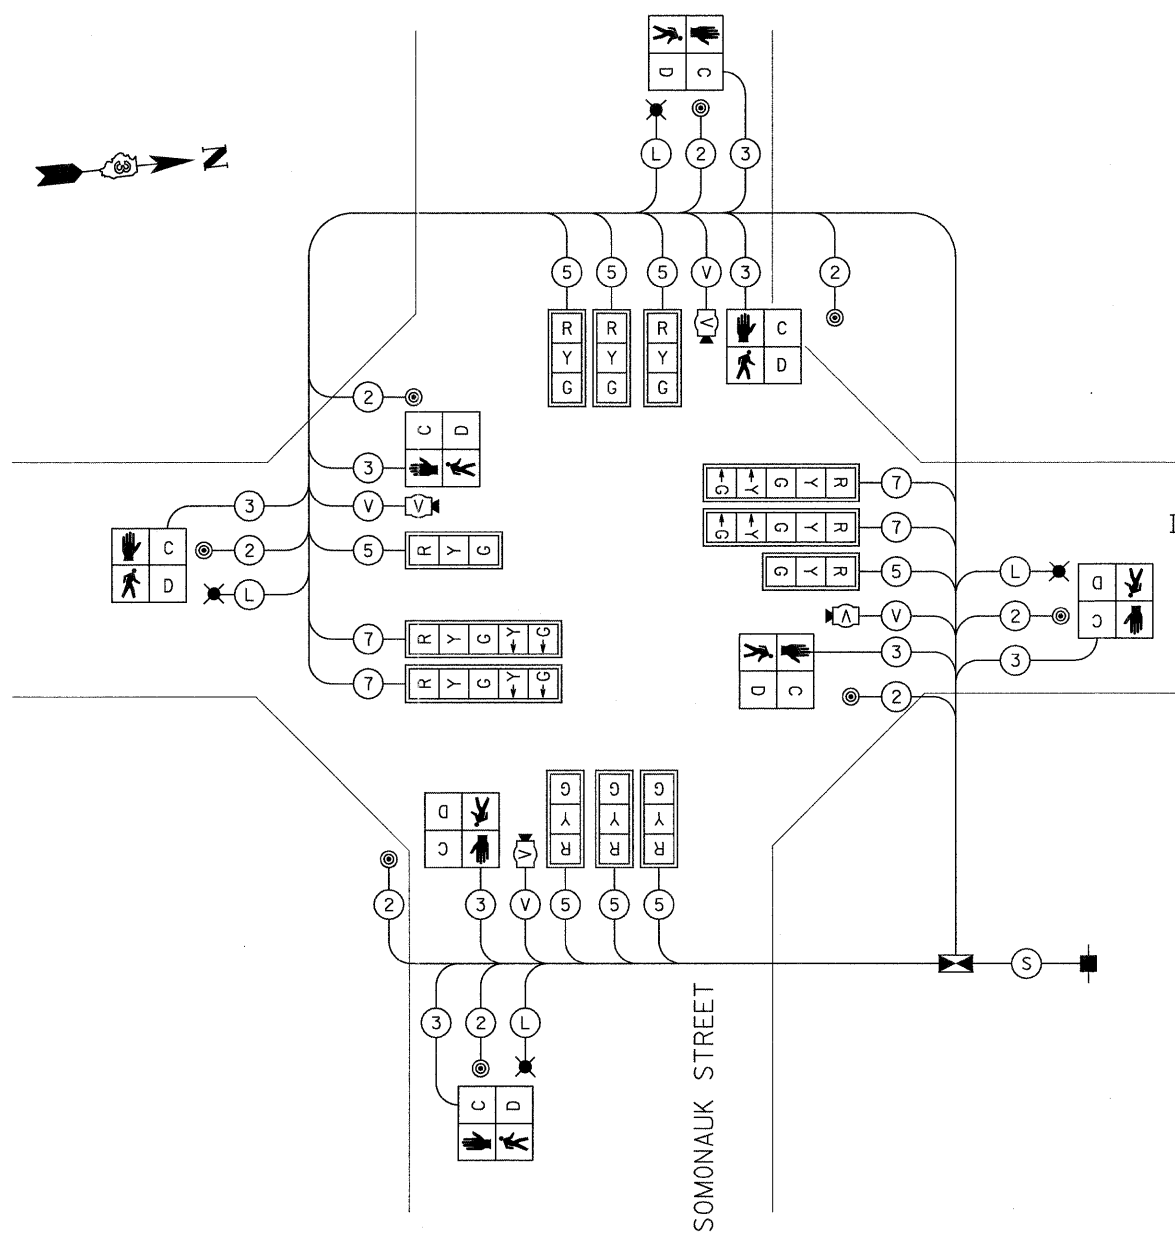 D C
L 2 3
3
N
5 5 5 V 3 2
R R R V C
Y Y Y D
G G G
2
C D
3
R Y G Y G 7
3 V V
R Y G Y G 7
C 2 5 R Y G
R Y G 5 L
D L
D
V V 2 C
7 R Y G Y G
3 3
7 R Y G Y G
D C 2
D G G G
C V Y Y Y
R R R
2 3 V 5 5 5
S
3 2 L
C D
SOMONAUK STREET